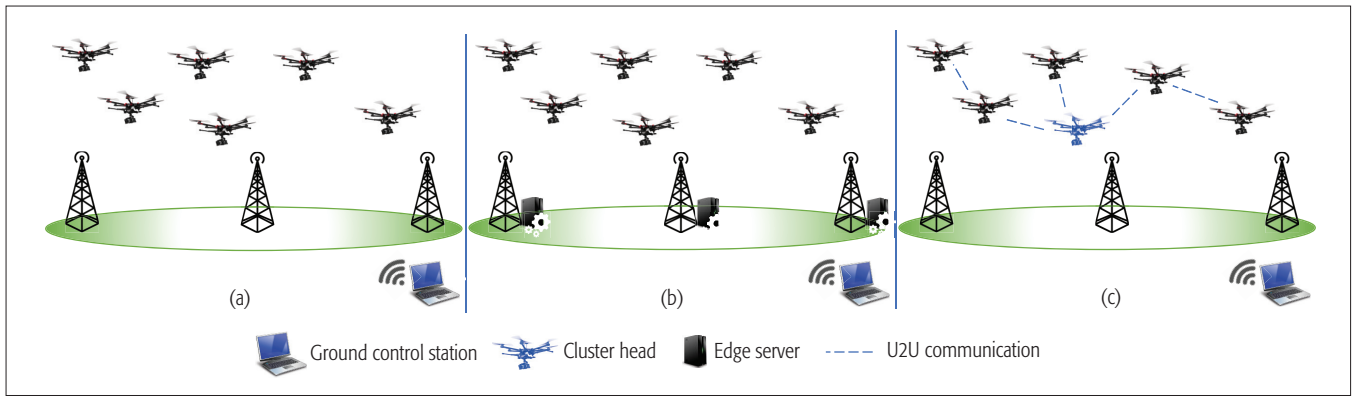 (a)
(b)
(c)
Ground control station
Cluster head
Edge server
U2U communication